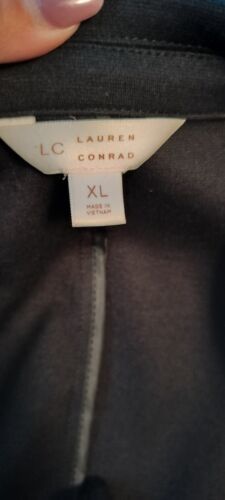 LC LAUREN
CONRAD
XL
MADE IN
VIETNAM